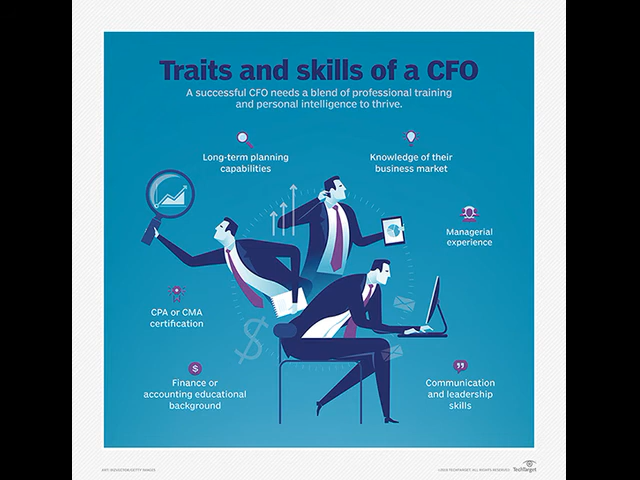 Traits and skills of a CFO
A successful CFO needs a blend of professional training
and personal intelligence to thrive.
Long-term planning
capabilities
Knowledge of their
business market
Managerial
experience
CPA or CMA
certification
Finance or
accounting educational
background
Communication
and leadership
skills
TechTarget